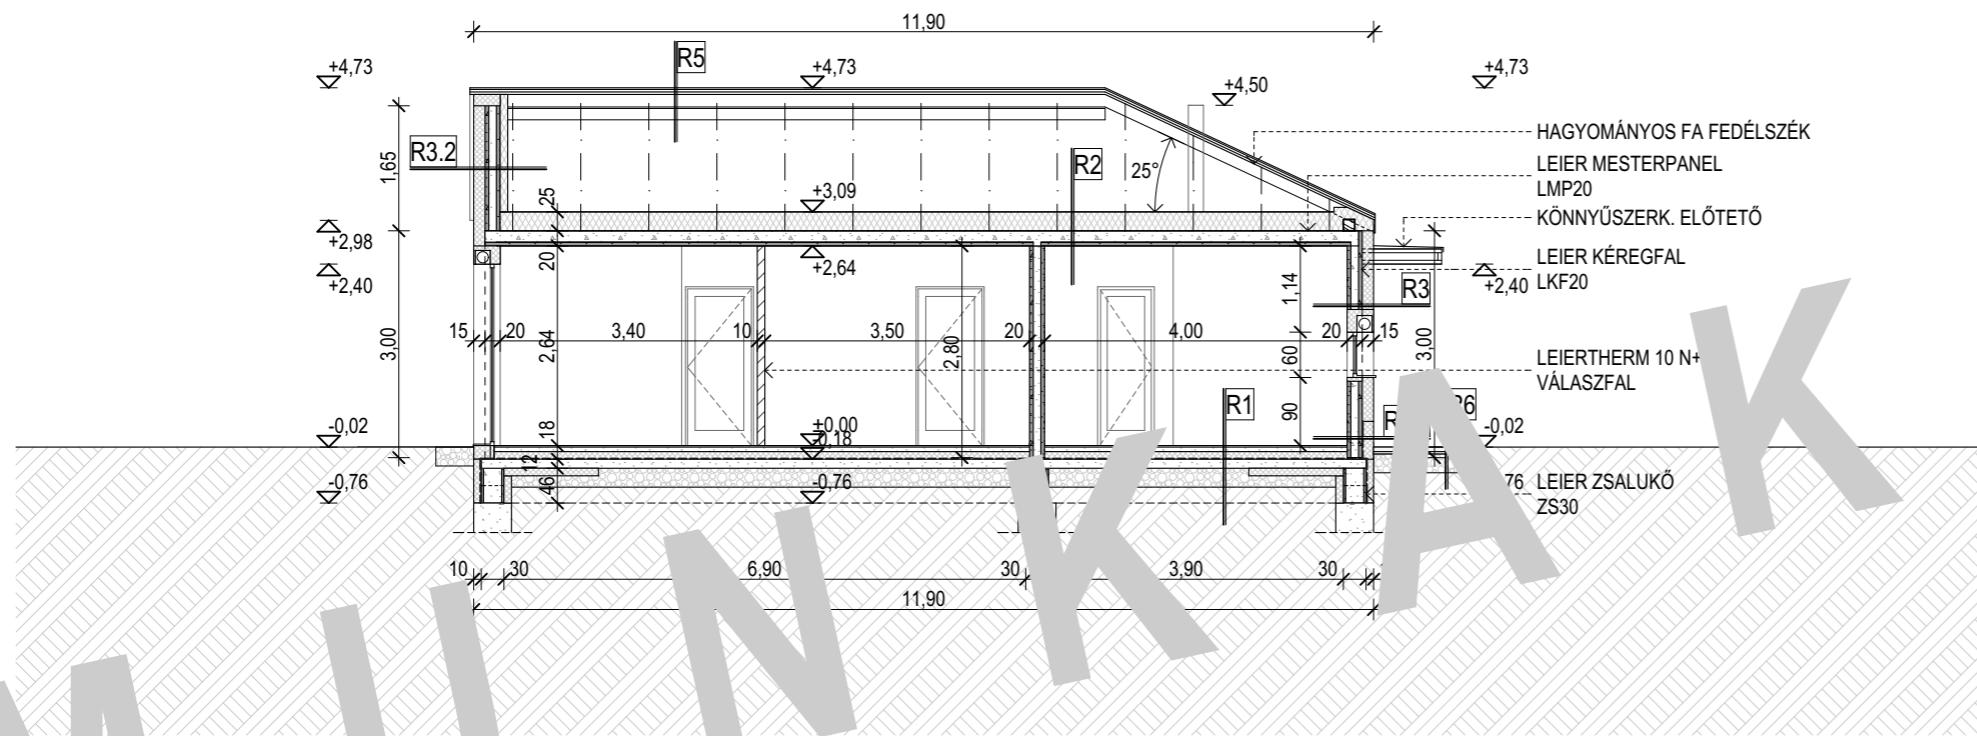 11,90
+4,73
R5
+4,73
+4,50
+4,73
HAGYOMÁNYOS FA FEDÉLSZÉK
R3.2
1,65
R2
25°
LEIER MESTERPANEL
LMP20
25
+3,09
KÖNNYŰSZERK. ELŐTETŐ
+2,98
20
+2,64
LEIER KÉREGFAL
LKF20
+2,40
+2,40
R3
1,14
15
20
3,40
10
3,50
20
4,00
20
15
3,00
2,64
2,80
60
3,00
LEIERTHERM 10 N+
VÁLASZFAL
R1
90
-0,02
18
±0,00
-0,18
-0,02
12
-0,76
46
-0,76
LEIER ZSALUKŐ
ZS30
10
30
6,90
30
3,90
30
11,90
MUNKAK